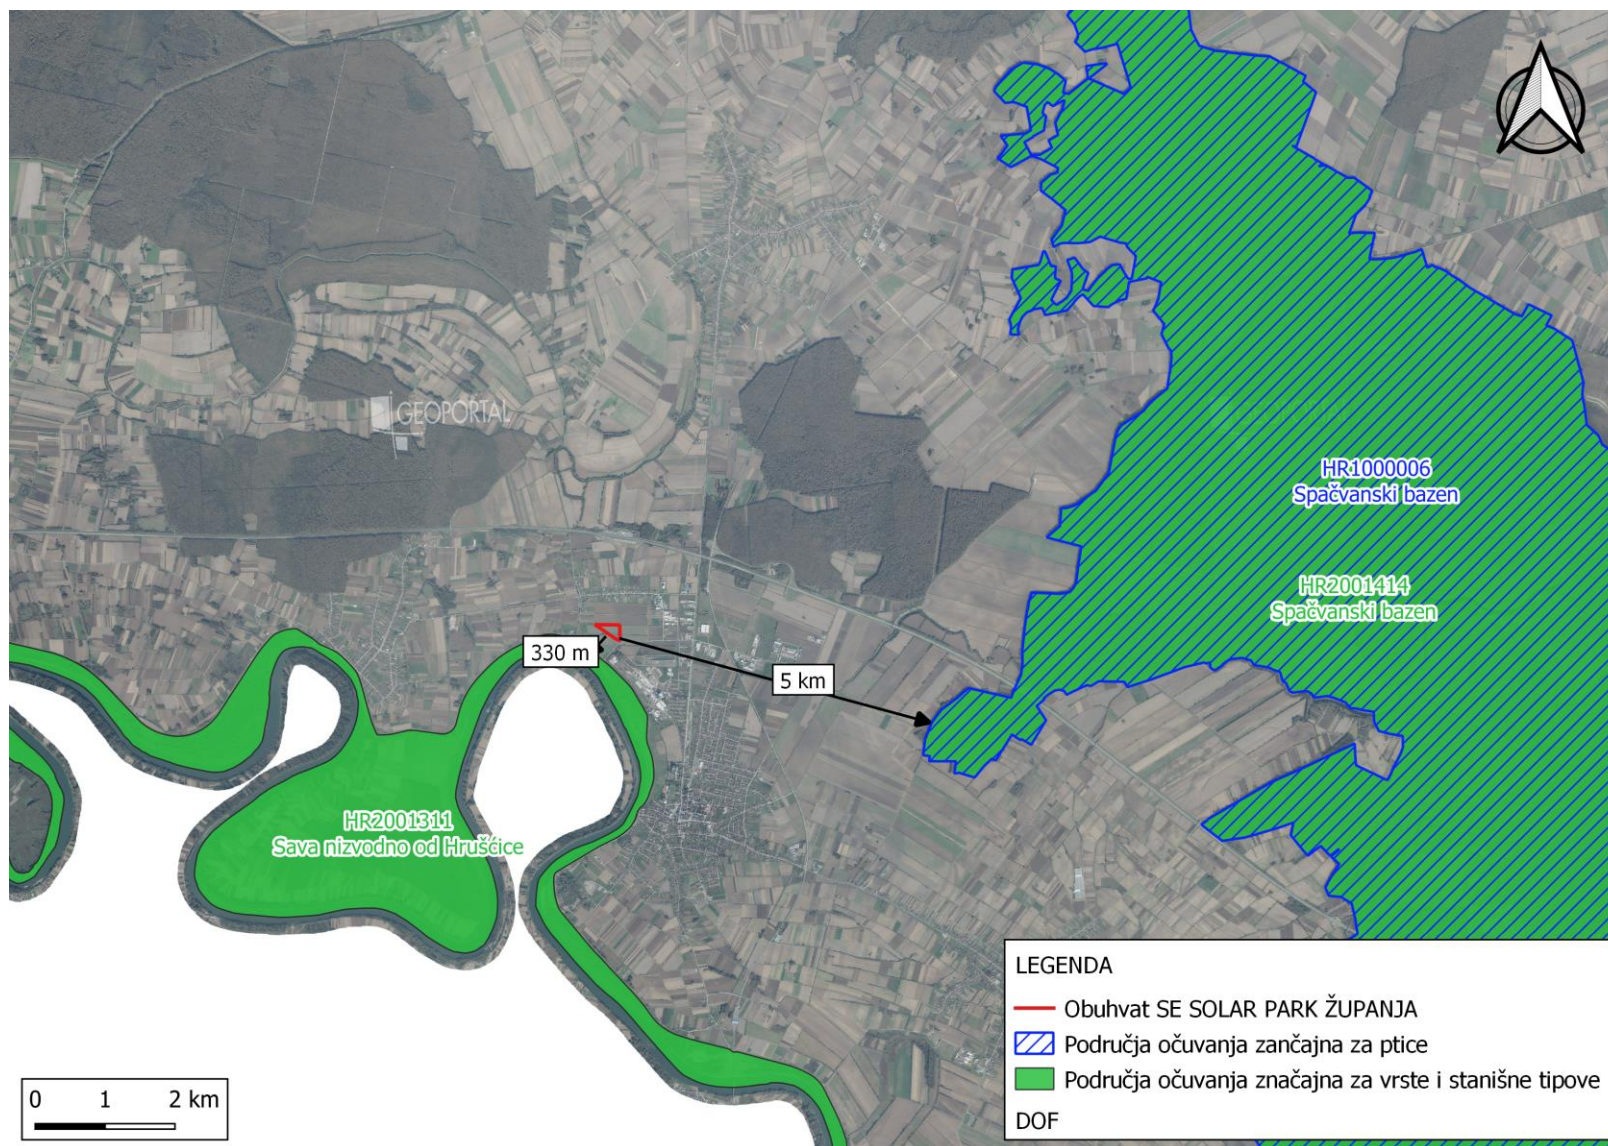 GEOPORTAL
HR1000006
Spačvanski bazen
HR2001414
Spačvanski bazen
330 m
5 km
HR2001311
Sava nizvodno od Hrušćice
LEGENDA
Obuhvat SE SOLAR PARK ŽUPANJA
Područja očuvanja zančajna za ptice
Područja očuvanja značajna za vrste i stanišne tipove
DOF
0 1 2 km